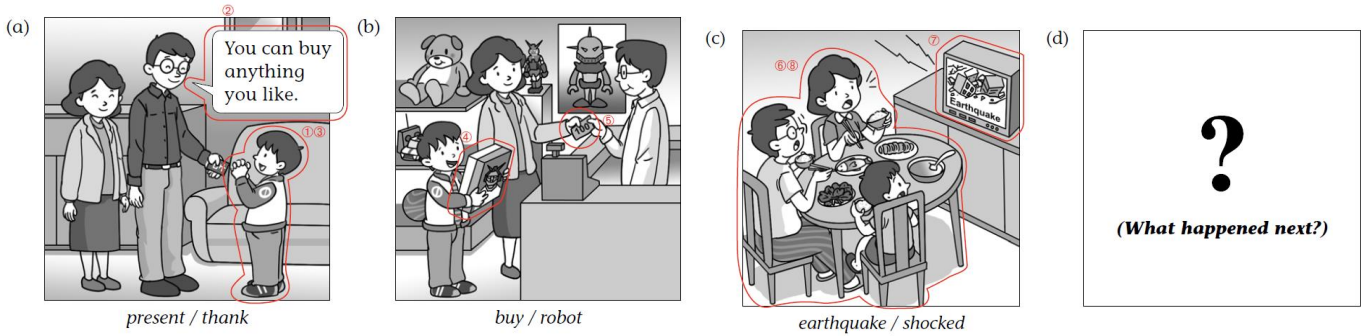 (a)
②
You can buy
anything
you like.
①③
present / thank
(b)
④
100
⑤
buy / robot
(c)
⑥⑧
⑦
Earthquake
earthquake / shocked
(d)
?
(What happened next?)